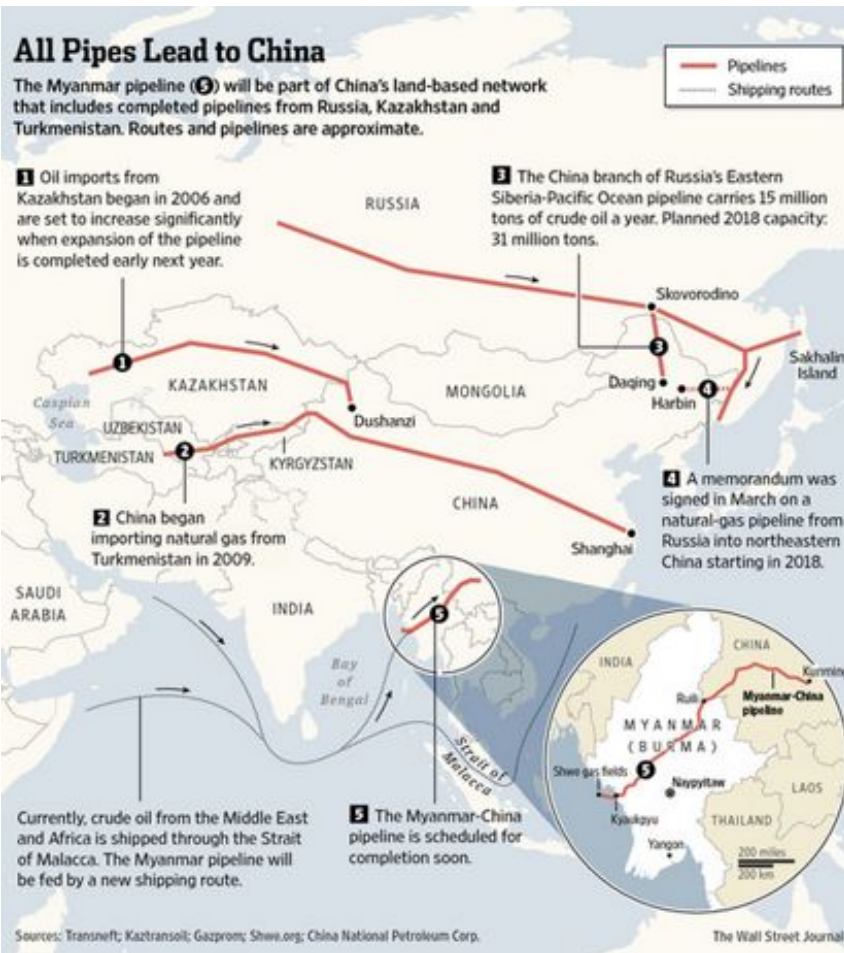 All Pipes Lead to China
The Myanmar pipeline (5) will be part of China's land-based network
that includes completed pipelines from Russia, Kazakhstan and
Turkmenistan. Routes and pipelines are approximate.
Pipelines
Shipping routes
1 Oil imports from
Kazakhstan began in 2006 and
are set to increase significantly
when expansion of the pipeline
is completed early next year.
RUSSIA
3 The China branch of Russia's Eastern
Siberia-Pacific Ocean pipeline carries 15 million
tons of crude oil a year. Planned 2018 capacity:
31 million tons.
Skovorodino
1
3
Sakhalin
Island
KAZAKHSTAN
MONGOLIA
Daqing
4
Harbin
Caspian
Sea
Dushanzi
UZBEKISTAN
2
TURKMENISTAN
KYRGYZSTAN
CHINA
4 A memorandum was
signed in March on a
natural-gas pipeline from
Russia into northeastern
China starting in 2018.
2 China began
importing natural gas from
Turkmenistan in 2009.
Shanghai
SAUDI
ARABIA
INDIA
5
Bay
of
Bengal
Strait of
Malacca
INDIA
CHINA
Kunming
Ruili
Myanmar-China
pipeline
MYANMAR
(BURMA)
5
Shwe gas fields
Naypyitaw
Kyaukpyu
LAOS
THAILAND
Yangon
200 miles
200 km
Currently, crude oil from the Middle East
and Africa is shipped through the Strait
of Malacca. The Myanmar pipeline will
be fed by a new shipping route.
5 The Myanmar-China
pipeline is scheduled for
completion soon.
Sources: Transneft; Kaztransoil; Gazprom; Shwe.org; China National Petroleum Corp.
The Wall Street Journal